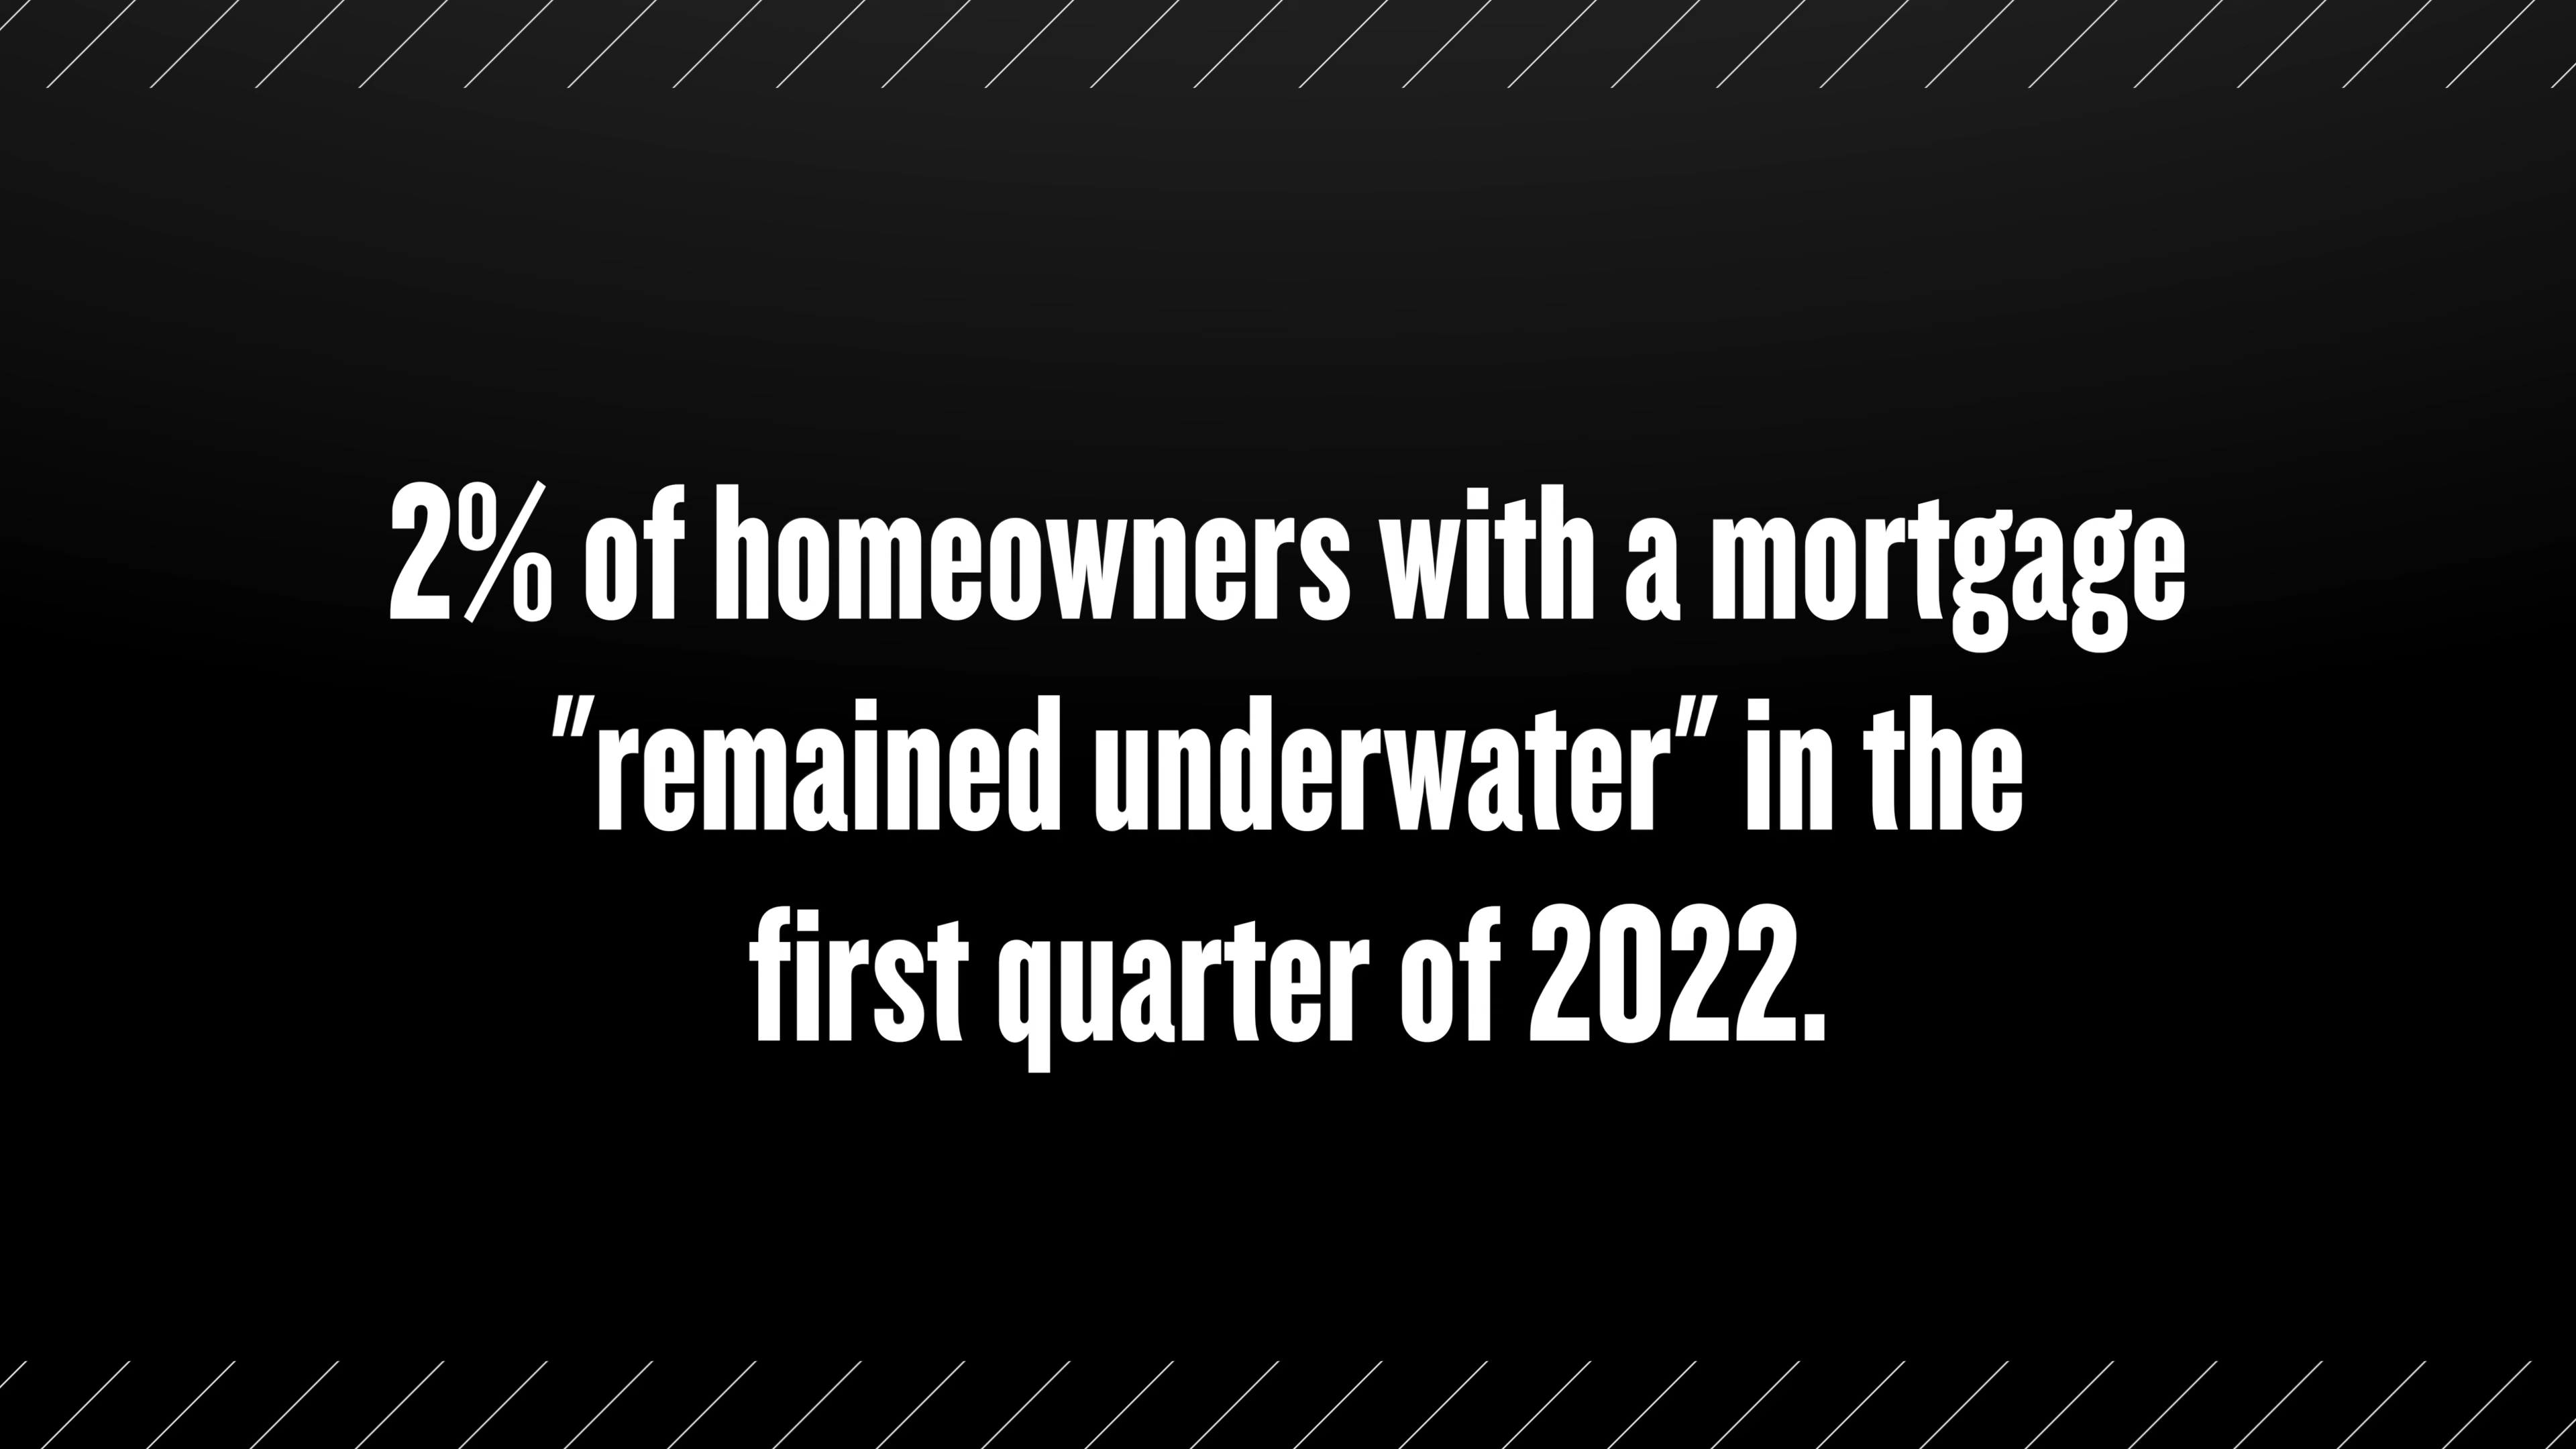 2% of homeowners with a mortgage
"remained underwater" in the
first quarter of 2022.